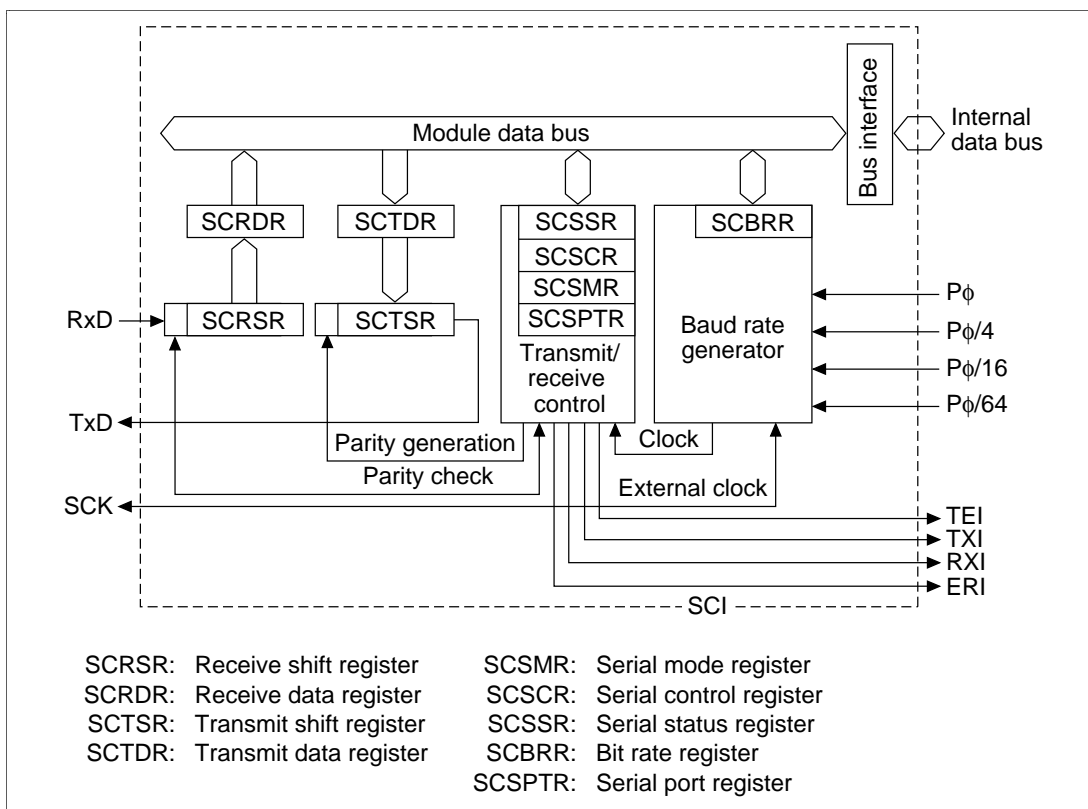 Module data bus
Bus interface
Internal
data bus
SCRDR
SCTDR
SCSSR
SCBRR
SCSCR
SCSMR
SCRSR
SCTSR
SCSPTR
RxD
TxD
SCK
Transmit/
receive
control
Baud rate
generator
Pϕ
Pϕ/4
Pϕ/16
Pϕ/64
Parity generation
Parity check
Clock
External clock
TEI
TXI
RXI
ERI
SCI
SCRSR: Receive shift register
SCRDR: Receive data register
SCTSR: Transmit shift register
SCTDR: Transmit data register
SCSMR: Serial mode register
SCSCR: Serial control register
SCSSR: Serial status register
SCBRR: Bit rate register
SCSPTR: Serial port register